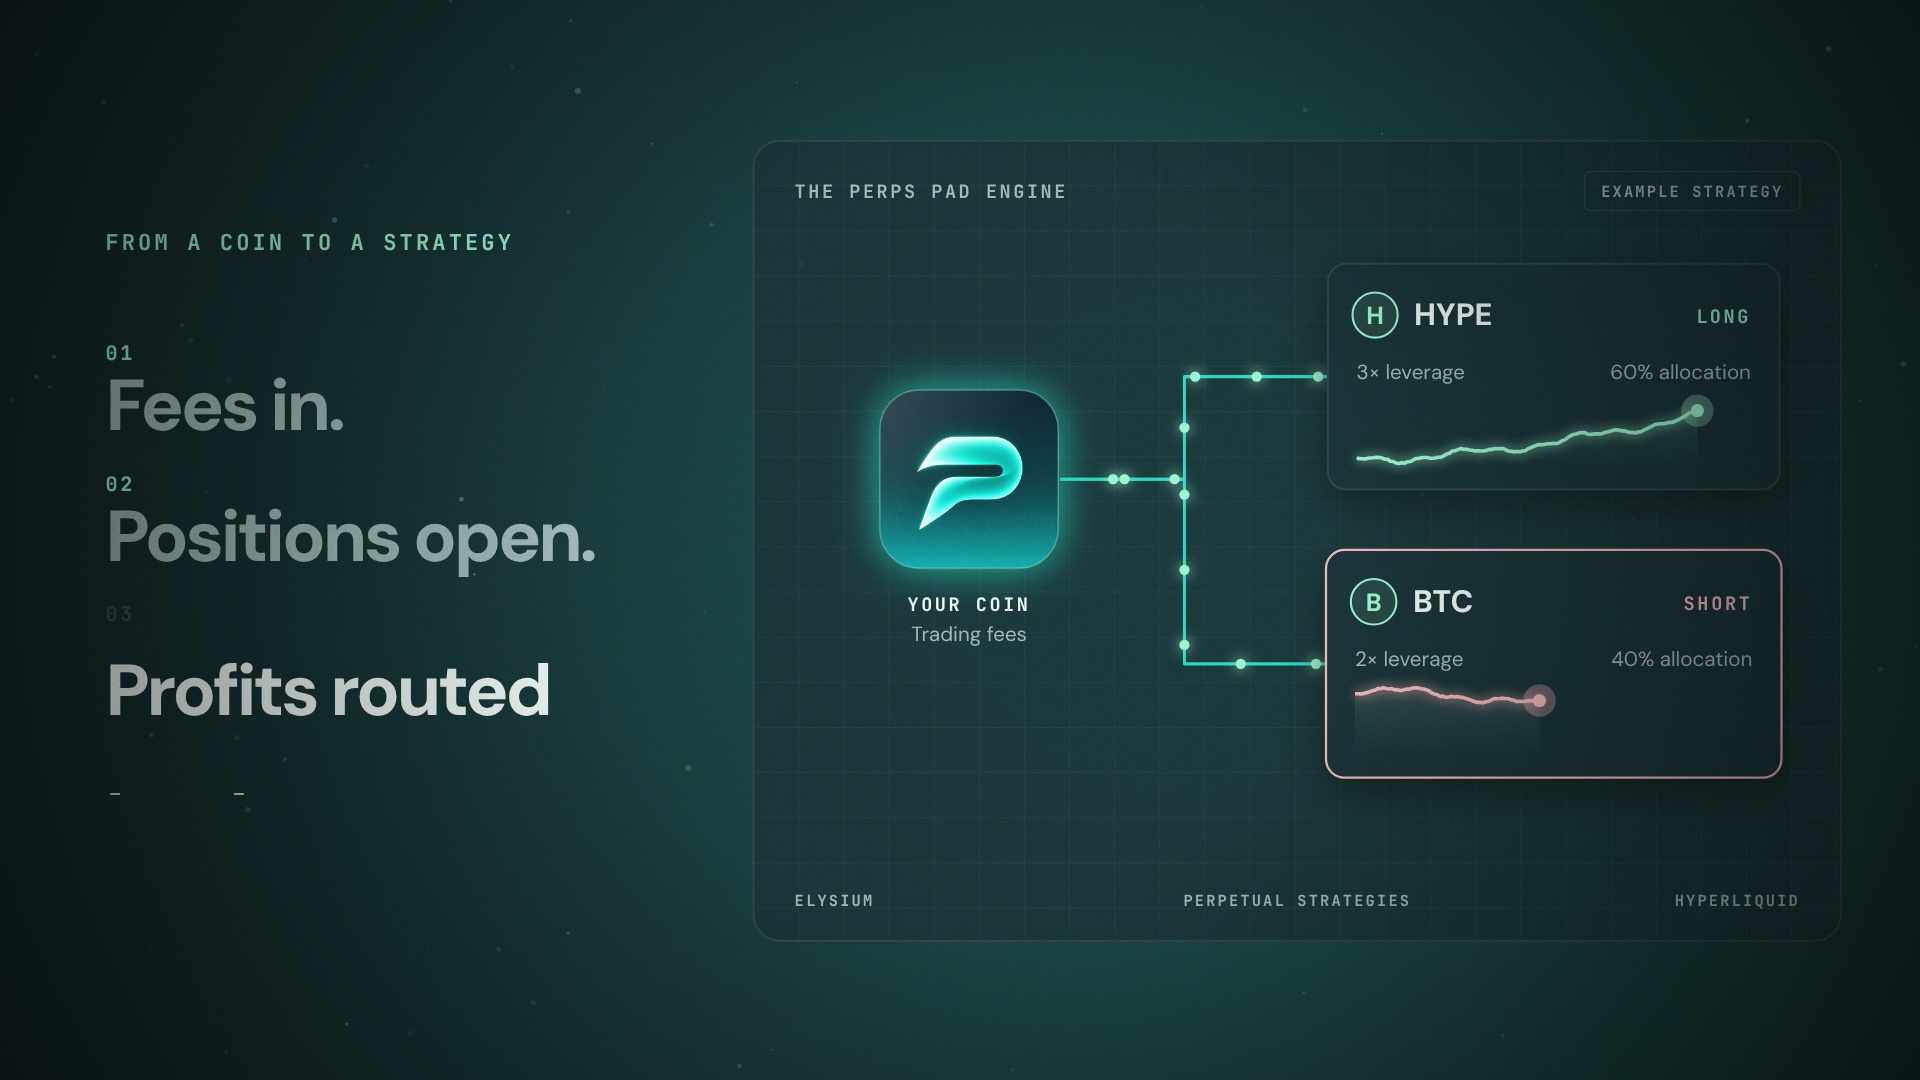 FROM A COIN TO A STRATEGY
01
Fees in.
02
Positions open.
03
Profits routed
THE PERPS PAD ENGINE
EXAMPLE STRATEGY
H HYPE LONG
3× leverage 60% allocation
YOUR COIN
Trading fees
B BTC SHORT
2× leverage 40% allocation
ELYSIUM
PERPETUAL STRATEGIES
HYPERLIQUID